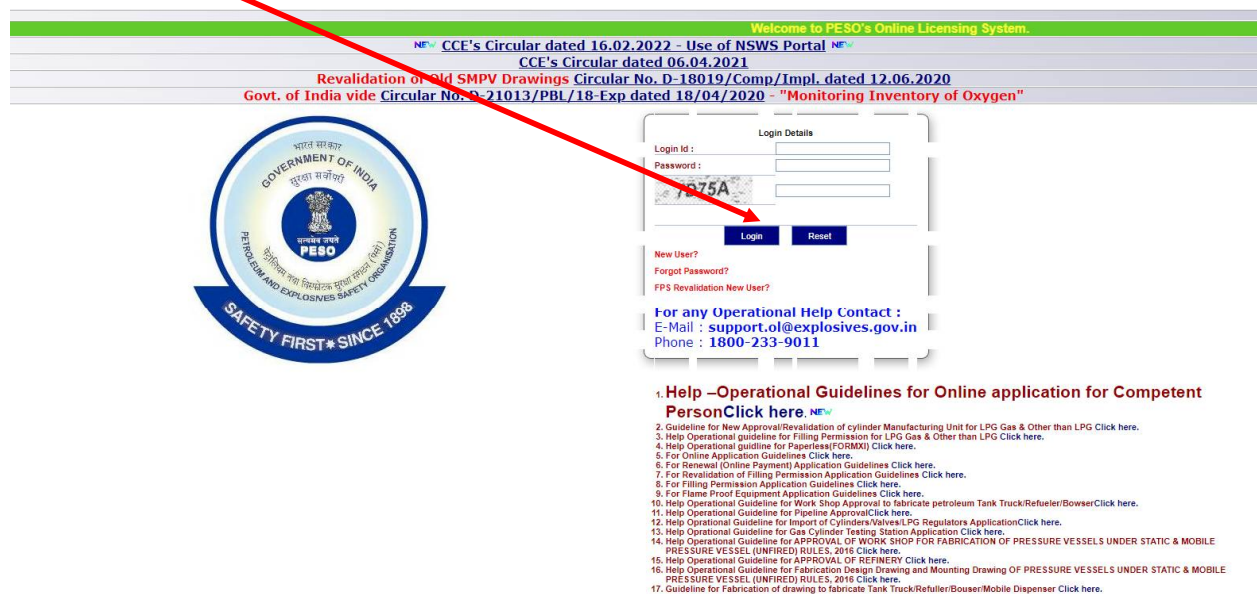 Welcome to PESO's Online Licensing System.
NEW CCE's Circular dated 16.02.2022 - Use of NSWS Portal NEW
CCE's Circular dated 06.04.2021
Revalidation of Old SMPV Drawings Circular No. D-18019/Comp/Impl. dated 12.06.2020
Govt. of India vide Circular No. D-21013/PBL/18-Exp dated 18/04/2020 - "Monitoring Inventory of Oxygen"
भारत सरकार
GOVERNMENT OF INDIA
सुरक्षा सर्वोपरि
सत्यमेव जयते
PESO
पेट्रोलियम तथा विस्फोटक सुरक्षा संगठन (पेसो)
PETROLEUM AND EXPLOSIVES SAFETY ORGANISATION
SAFETY FIRST * SINCE 1898
Login Details
Login Id :
Password :
7D75A
Login Reset
New User?
Forgot Password?
FPS Revalidation New User?
For any Operational Help Contact :
E-Mail : support.ol@explosives.gov.in
Phone : 1800-233-9011
1. Help –Operational Guidelines for Online application for Competent
PersonClick here. NEW
2. Guideline for New Approval/Revalidation of cylinder Manufacturing Unit for LPG Gas & Other than LPG Click here.
3. Help Operational guideline for Filling Permission for LPG Gas & Other than LPG Click here.
4. Help Oprational guidline for Paperless(FORMXI) Click here.
5. For Online Application Guidelines Click here.
6. For Renewal (Online Payment) Application Guidelines Click here.
7. For Revalidation of Filling Permission Application Guidelines Click here.
8. For Filling Permission Application Guidelines Click here.
9. For Flame Proof Equipment Application Guidelines Click here.
10. Help Operational Guideline for Work Shop Approval to fabricate petroleum Tank Truck/Refueler/BowserClick here.
11. Help Oprational Guideline for Pipeline ApprovalClick here.
12. Help Oprational Guideline for Import of Cylinders/Valves/LPG Regulators ApplicationClick here.
13. Help Oprational Guideline for Gas Cylinder Testing Station Application Click here.
14. Help Oprational Guideline for APPROVAL OF WORK SHOP FOR FABRICATION OF PRESSURE VESSELS UNDER STATIC & MOBILE
PRESSURE VESSEL (UNFIRED) RULES, 2016 Click here.
15. Help Oprational Guideline for APPROVAL OF REFINERY Click here.
16. Help Oprational Guideline for Fabrication Design Drawing and Mounting Drawing OF PRESSURE VESSELS UNDER STATIC & MOBILE
PRESSURE VESSEL (UNFIRED) RULES, 2016 Click here.
17. Guideline for Fabrication of drawing to fabricate Tank Truck/Refuller/Bouser/Mobile Dispenser Click here.